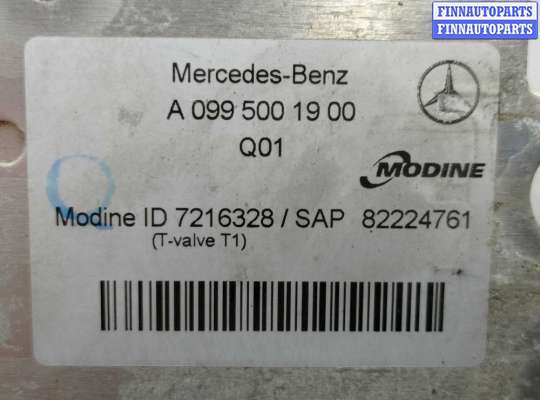 FINNAUTOPARTS
FINNAUTOPARTS
Mercedes-Benz
A 099 500 19 00
Q01
MODINE
Modine ID 7216328 / SAP 82224761
(T-valve T1)